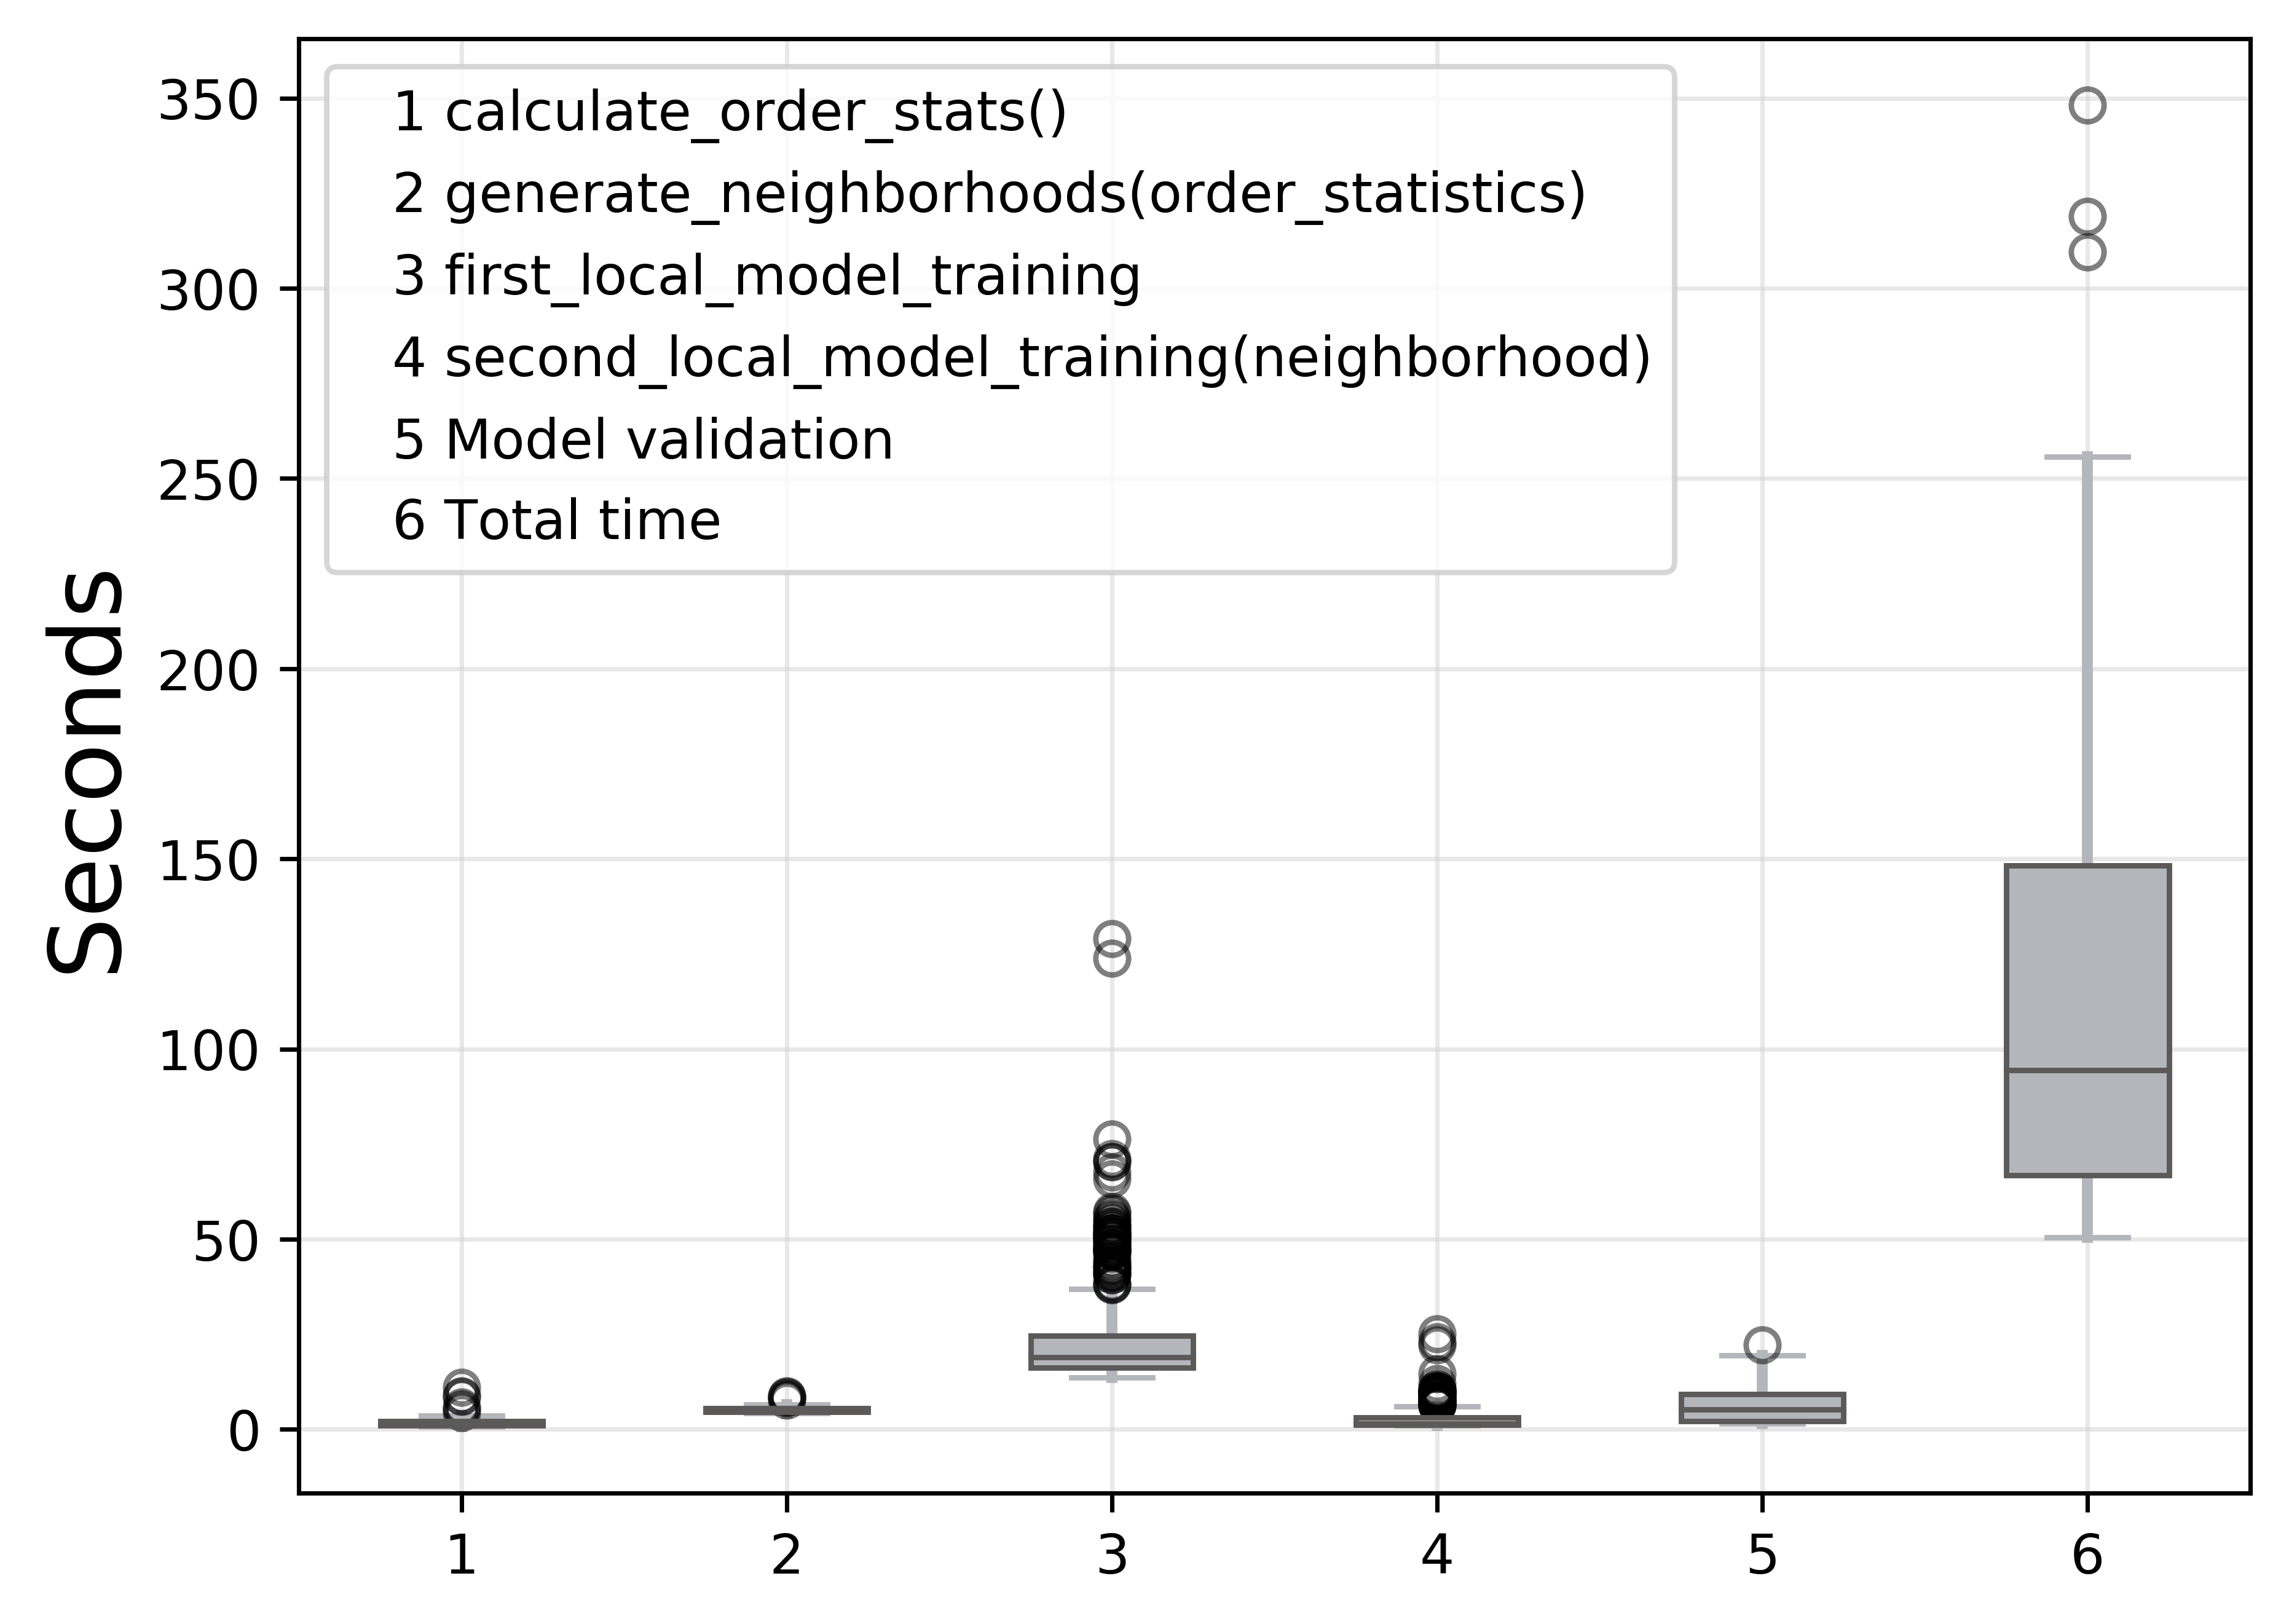 350
300
250
200
150
100
50
0
Seconds
1 calculate_order_stats()
2 generate_neighborhoods(order_statistics)
3 first_local_model_training
4 second_local_model_training(neighborhood)
5 Model validation
6 Total time
1 2 3 4 5 6